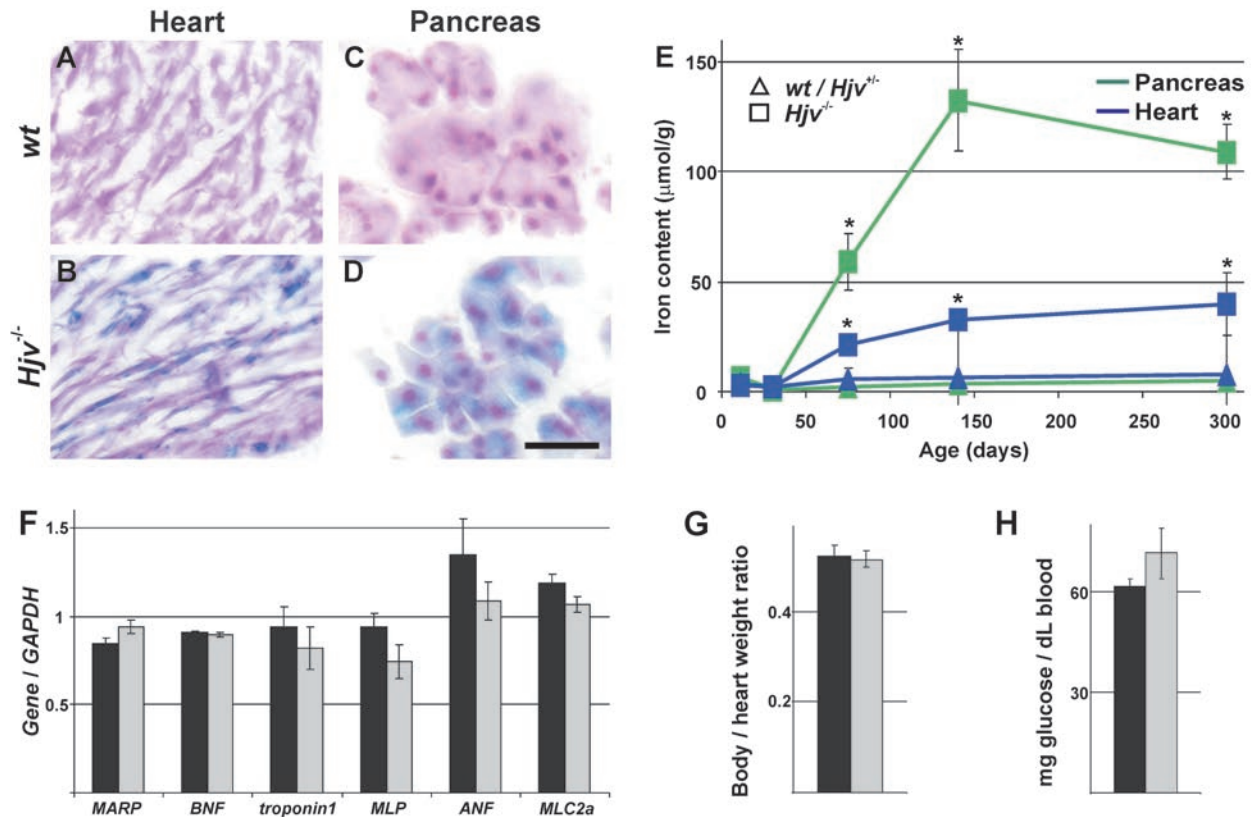 Heart
Pancreas
A
C
wt
B
D
Hjv-/-
E
150
100
50
0
Iron content (μmol/g)
wt / Hjv+/-
Hjv-/-
Pancreas
Heart
*
*
*
*
*
*
0 50 100 150 200 250 300
Age (days)
F
1.5
1
0.5
Gene / GAPDH
MARP BNF troponin1 MLP ANF MLC2a
G
0.4
0.2
Body / heart weight ratio
H
60
30
mg glucose / dL blood